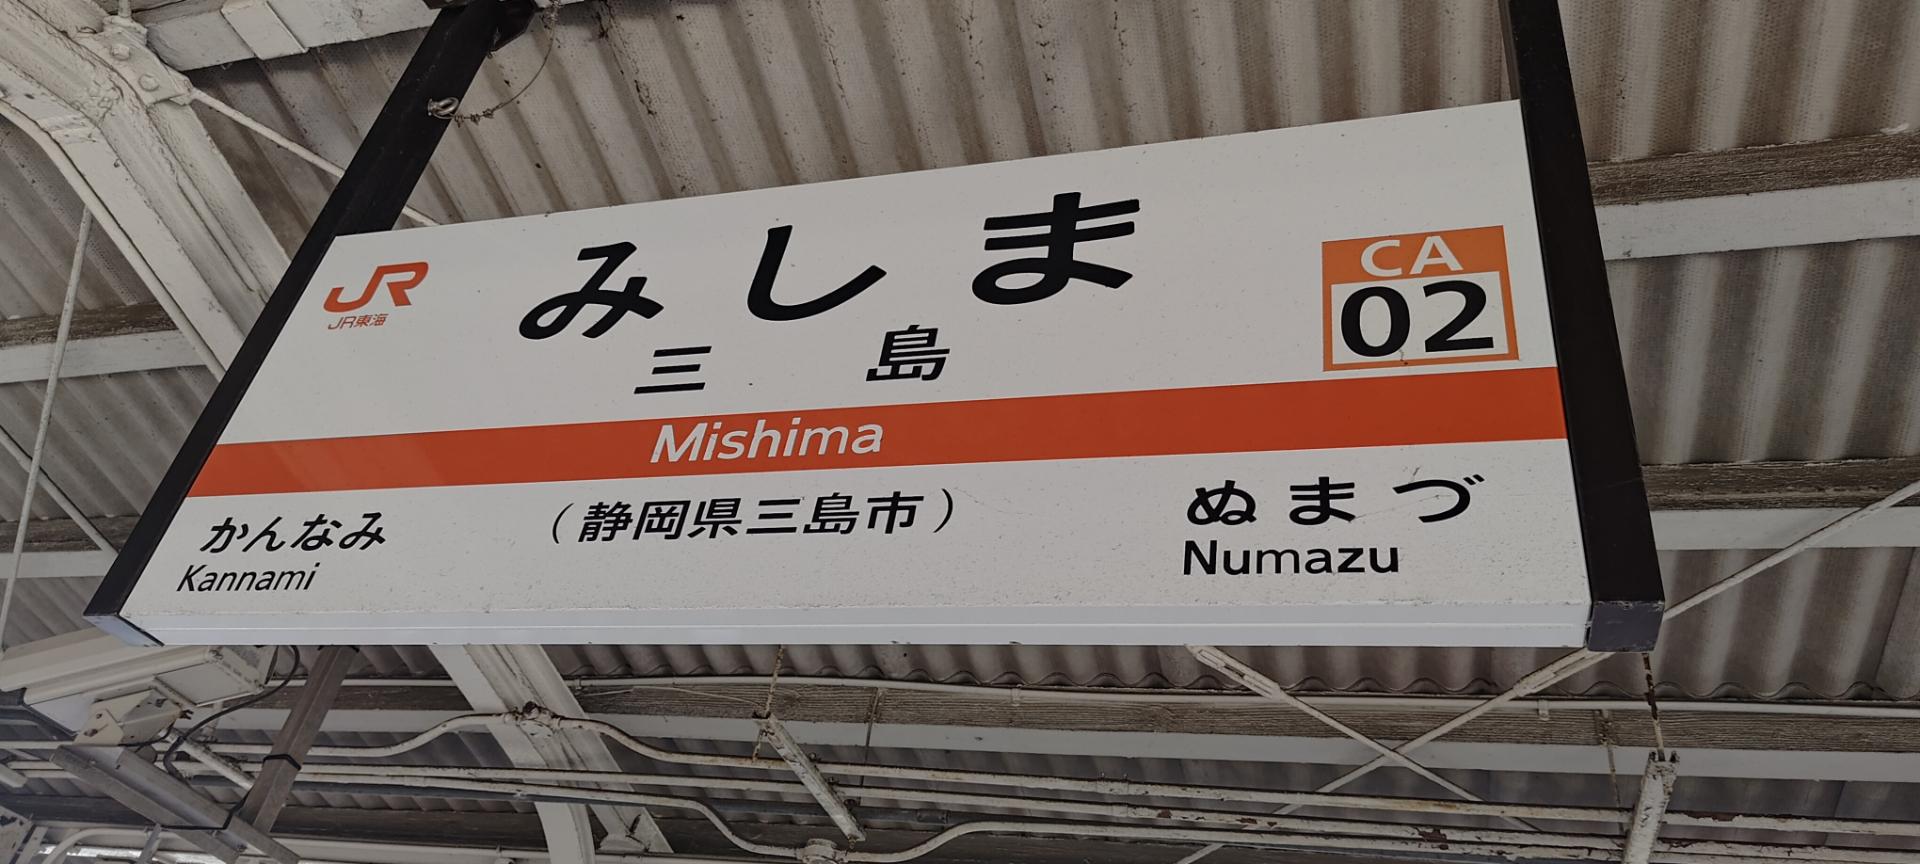 JR
JR東海
みしま
CA
02
三島
Mishima
かんなみ
Kannami
（静岡県三島市）
ぬまづ
Numazu